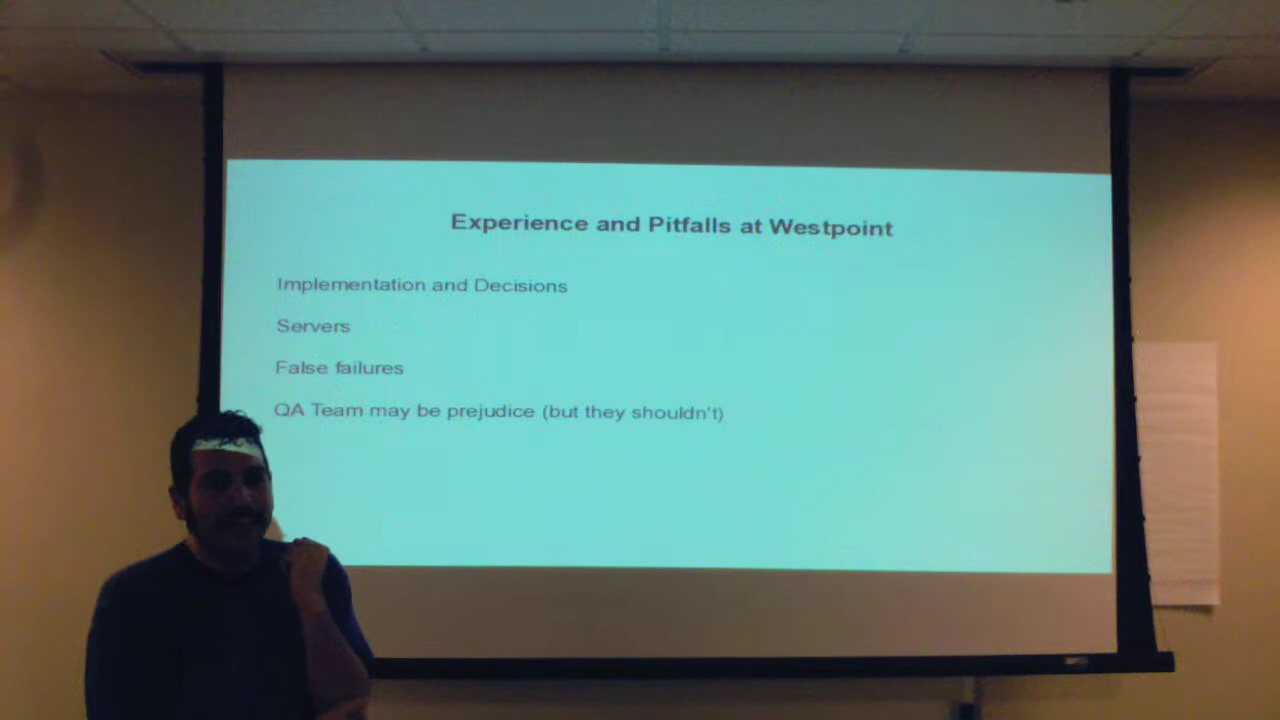 Experience and Pitfalls at Westpoint
Implementation and Decisions
Servers
False failures
QA Team may be prejudice (but they shouldn't)